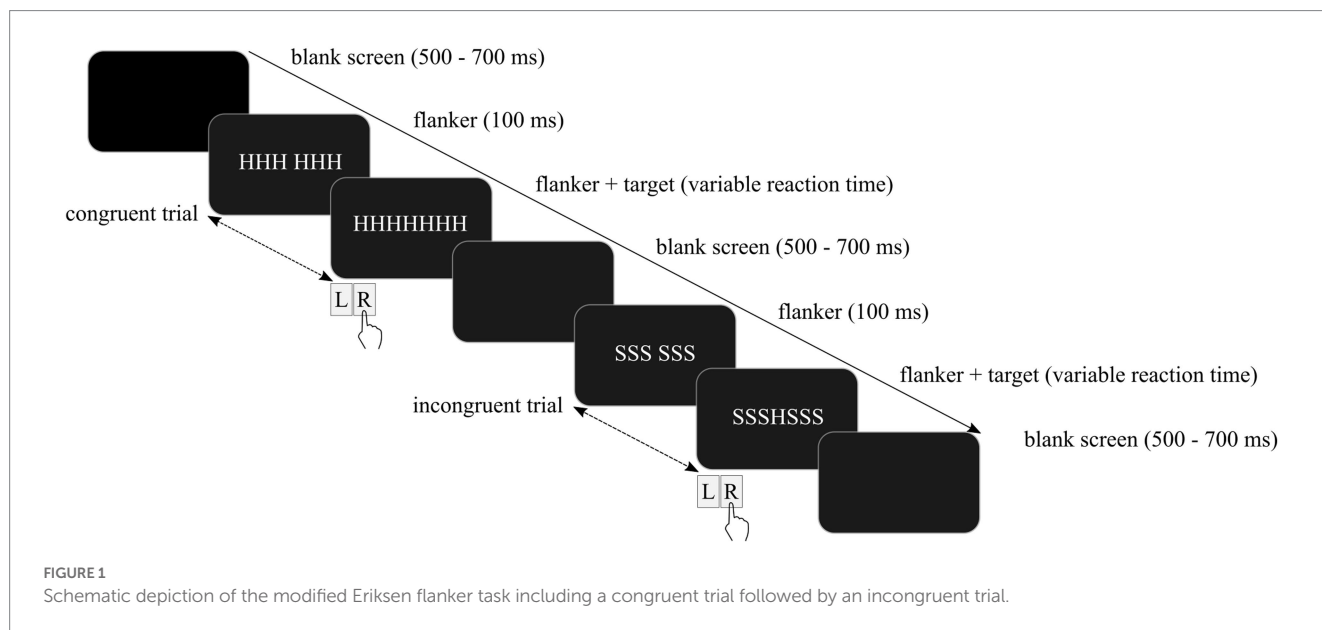 blank screen (500 - 700 ms)
flanker (100 ms)
HHH HHH
flanker + target (variable reaction time)
congruent trial
HHHHHHH
blank screen (500 - 700 ms)
L R
flanker (100 ms)
SSS SSS
flanker + target (variable reaction time)
incongruent trial
SSSHSSS
blank screen (500 - 700 ms)
L R
FIGURE 1
Schematic depiction of the modified Eriksen flanker task including a congruent trial followed by an incongruent trial.